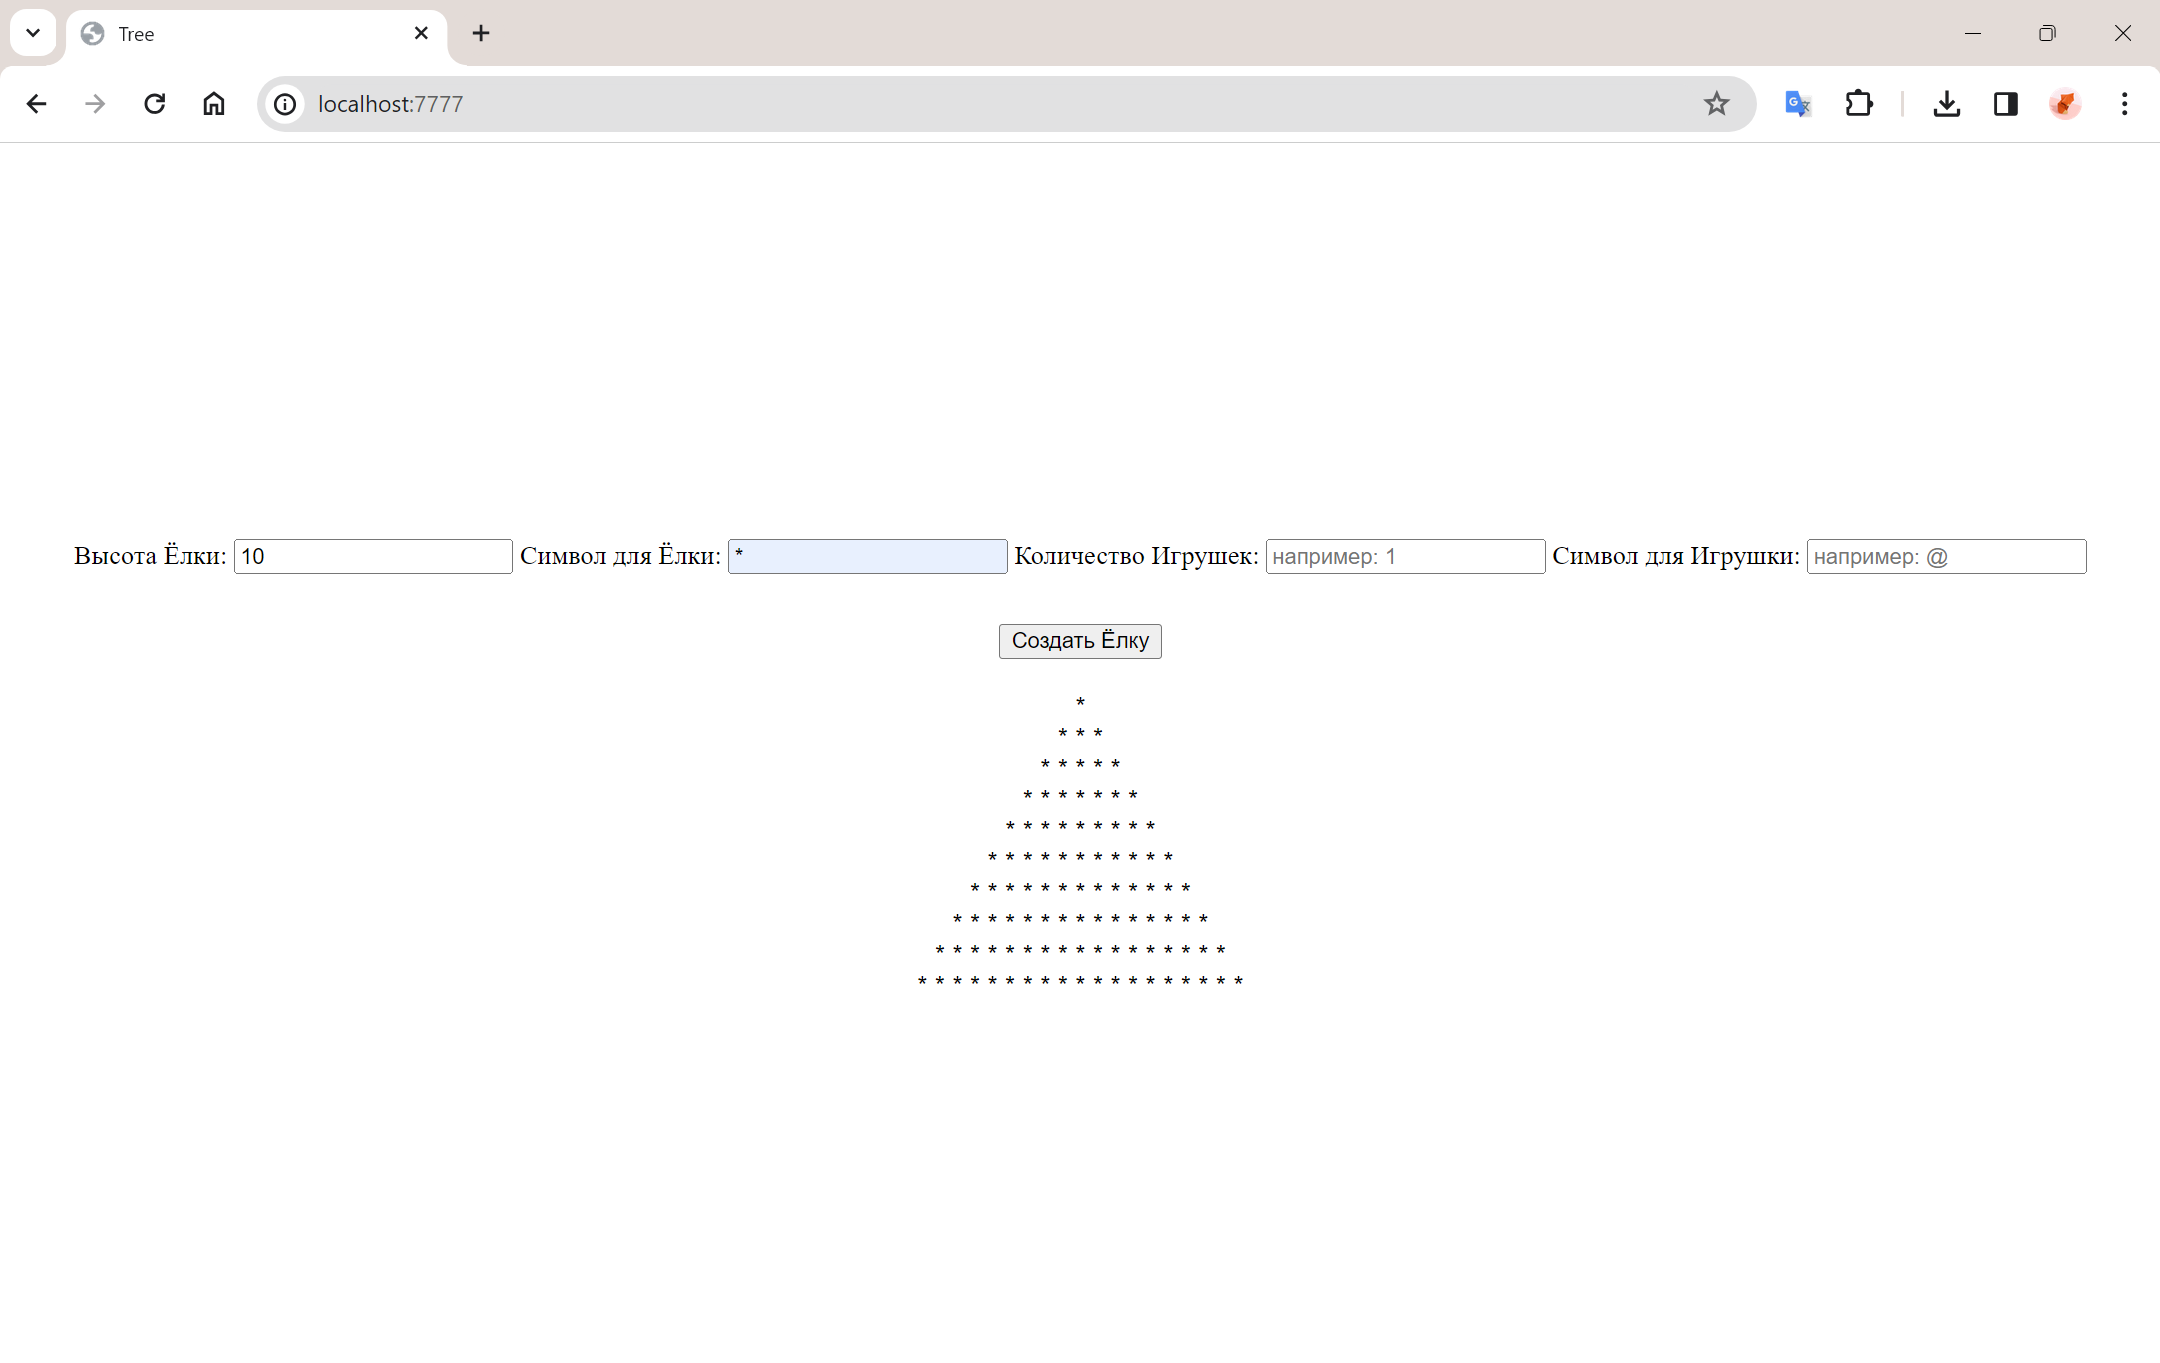 Tree
localhost:7777
Высота Ёлки: 10 Символ для Ёлки: * Количество Игрушек: например: 1 Символ для Игрушки: например: @
Создать Ёлку
*
* * *
* * * * *
* * * * * * *
* * * * * * * * *
* * * * * * * * * * *
* * * * * * * * * * * * *
* * * * * * * * * * * * * * *
* * * * * * * * * * * * * * * * *
* * * * * * * * * * * * * * * * * * *